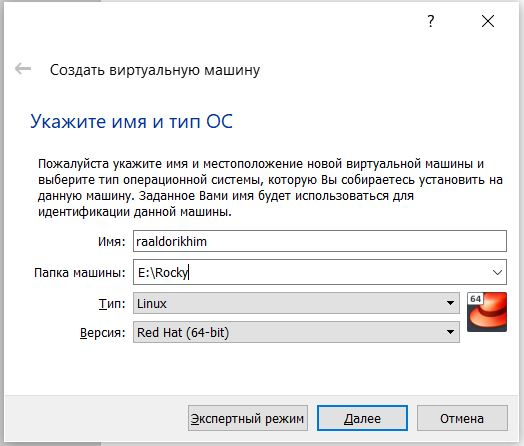 ?
Создать виртуальную машину
Укажите имя и тип ОС
Пожалуйста укажите имя и местоположение новой виртуальной машины и
выберите тип операционной системы, которую Вы собираетесь установить на
данную машину. Заданное Вами имя будет использоваться для
идентификации данной машины.
Имя: raaldorikhim
Папка машины: E:\Rocky
Тип: Linux
64
Версия: Red Hat (64-bit)
Экспертный режим Далее Отмена